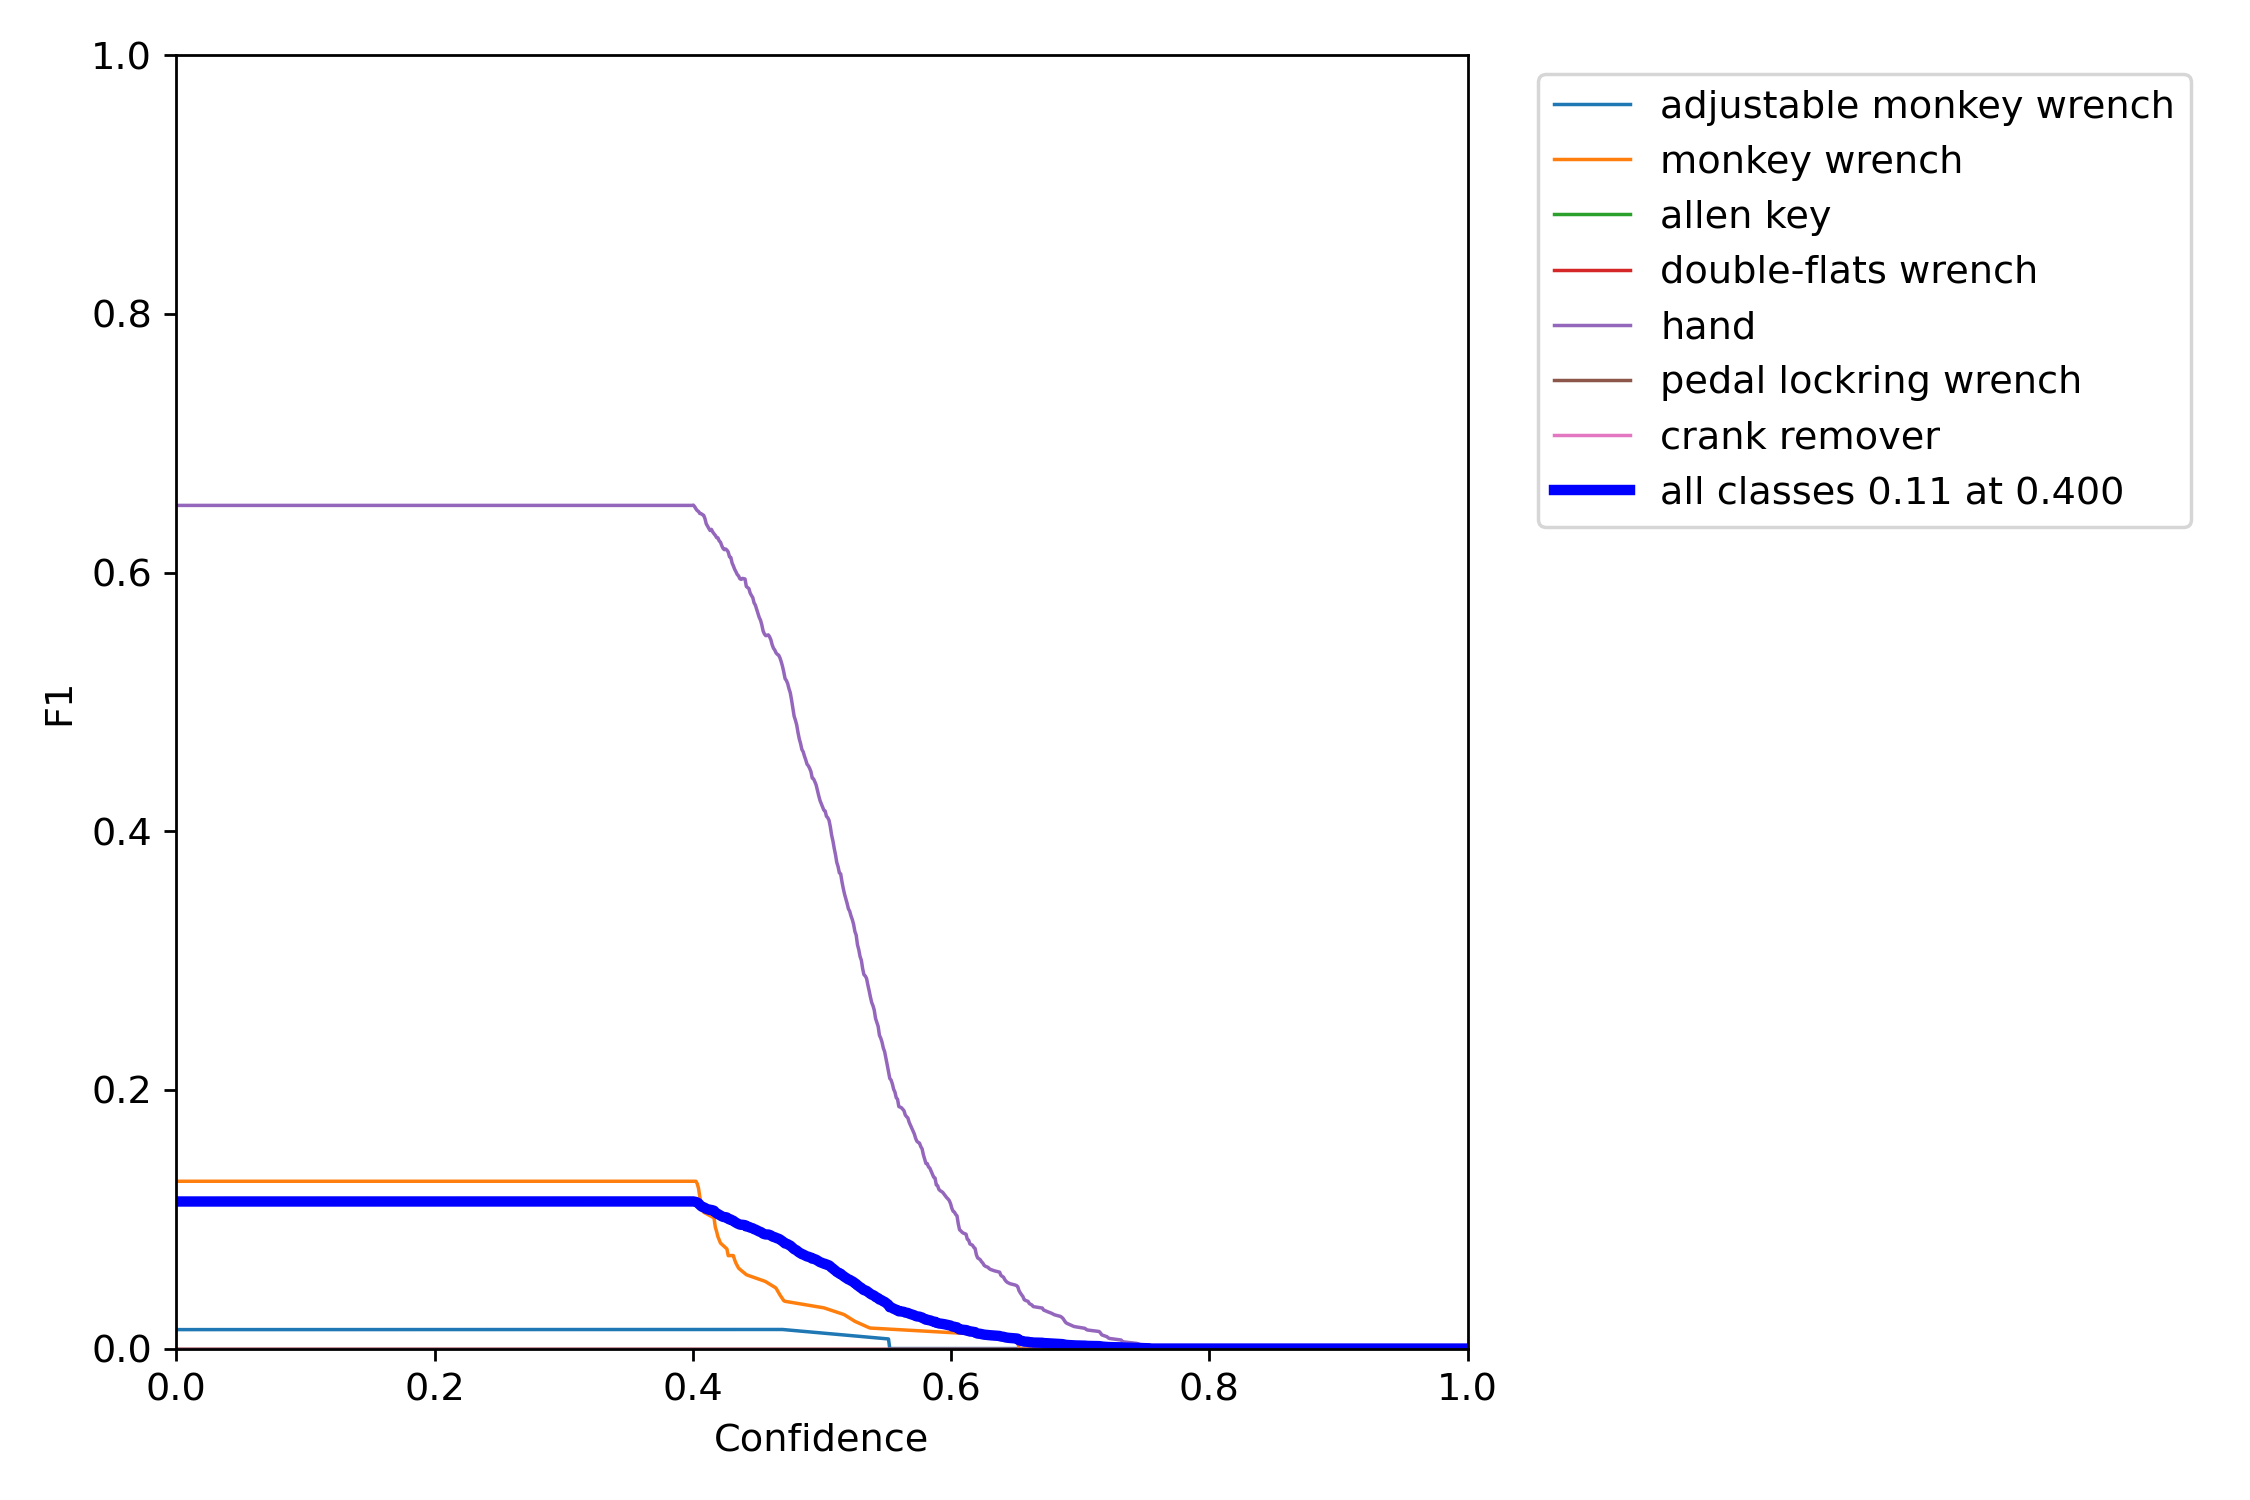 1.0
0.8
0.6
0.4
0.2
0.0
F1
0.0 0.2 0.4 0.6 0.8 1.0
Confidence
adjustable monkey wrench
monkey wrench
allen key
double-flats wrench
hand
pedal lockring wrench
crank remover
all classes 0.11 at 0.400